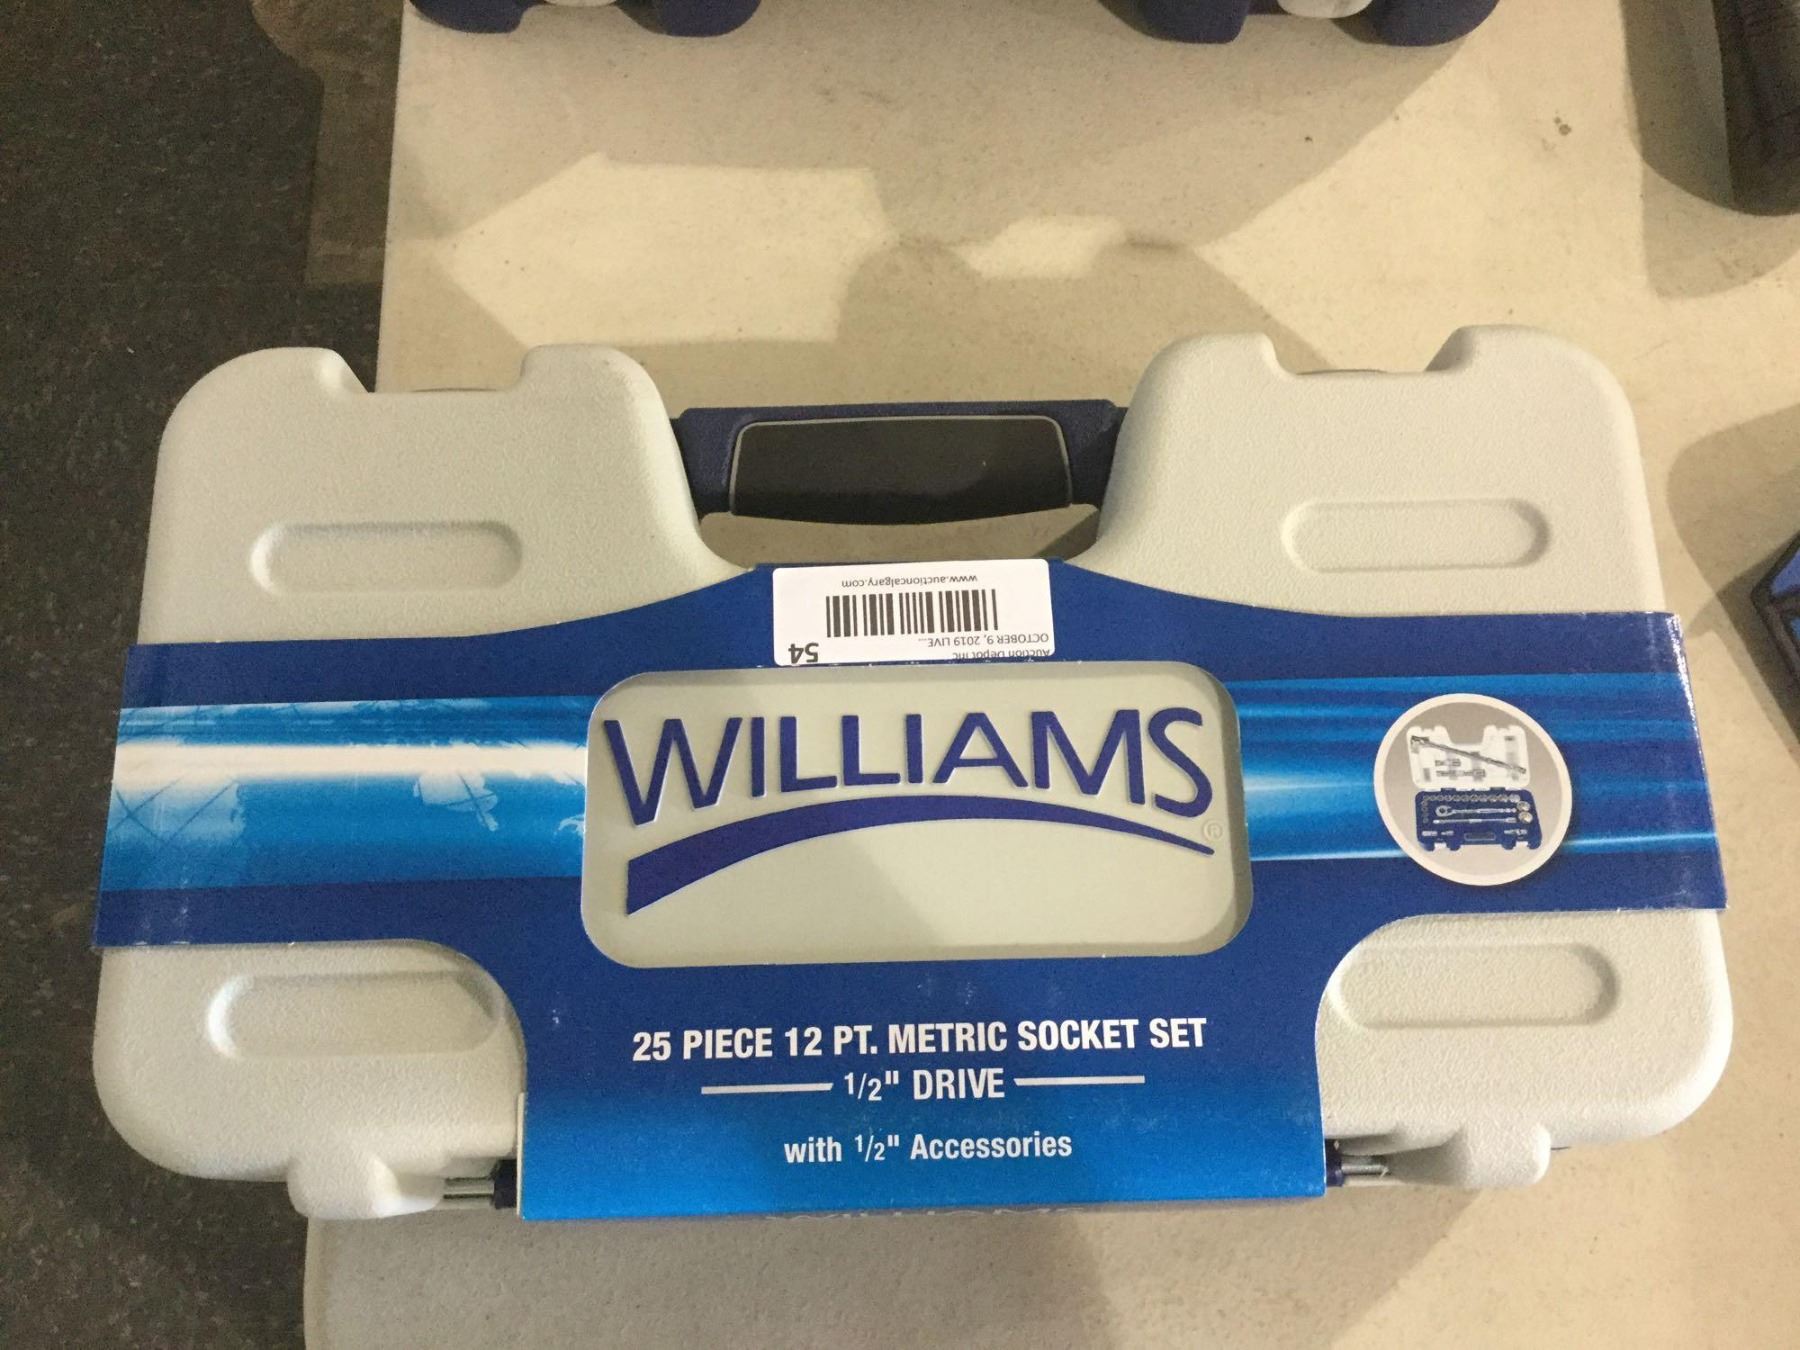 Auction Depot Inc
OCTOBER 9, 2019 LIVE...
54
www.auctioncalgary.com
WILLIAMS
®
25 PIECE 12 PT. METRIC SOCKET SET
1/2" DRIVE
with 1/2" Accessories
WILLIAMS